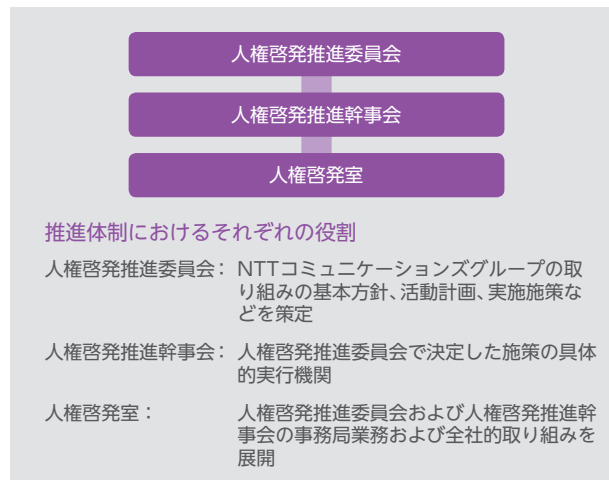 人権啓発推進委員会
人権啓発推進幹事会
人権啓発室
推進体制におけるそれぞれの役割
人権啓発推進委員会： NTTコミュニケーションズグループの取
り組みの基本方針、活動計画、実施施策な
どを策定
人権啓発推進幹事会： 人権啓発推進委員会で決定した施策の具体
的実行機関
人権啓発室： 人権啓発推進委員会および人権啓発推進幹
事会の事務局業務および全社的取り組みを
展開